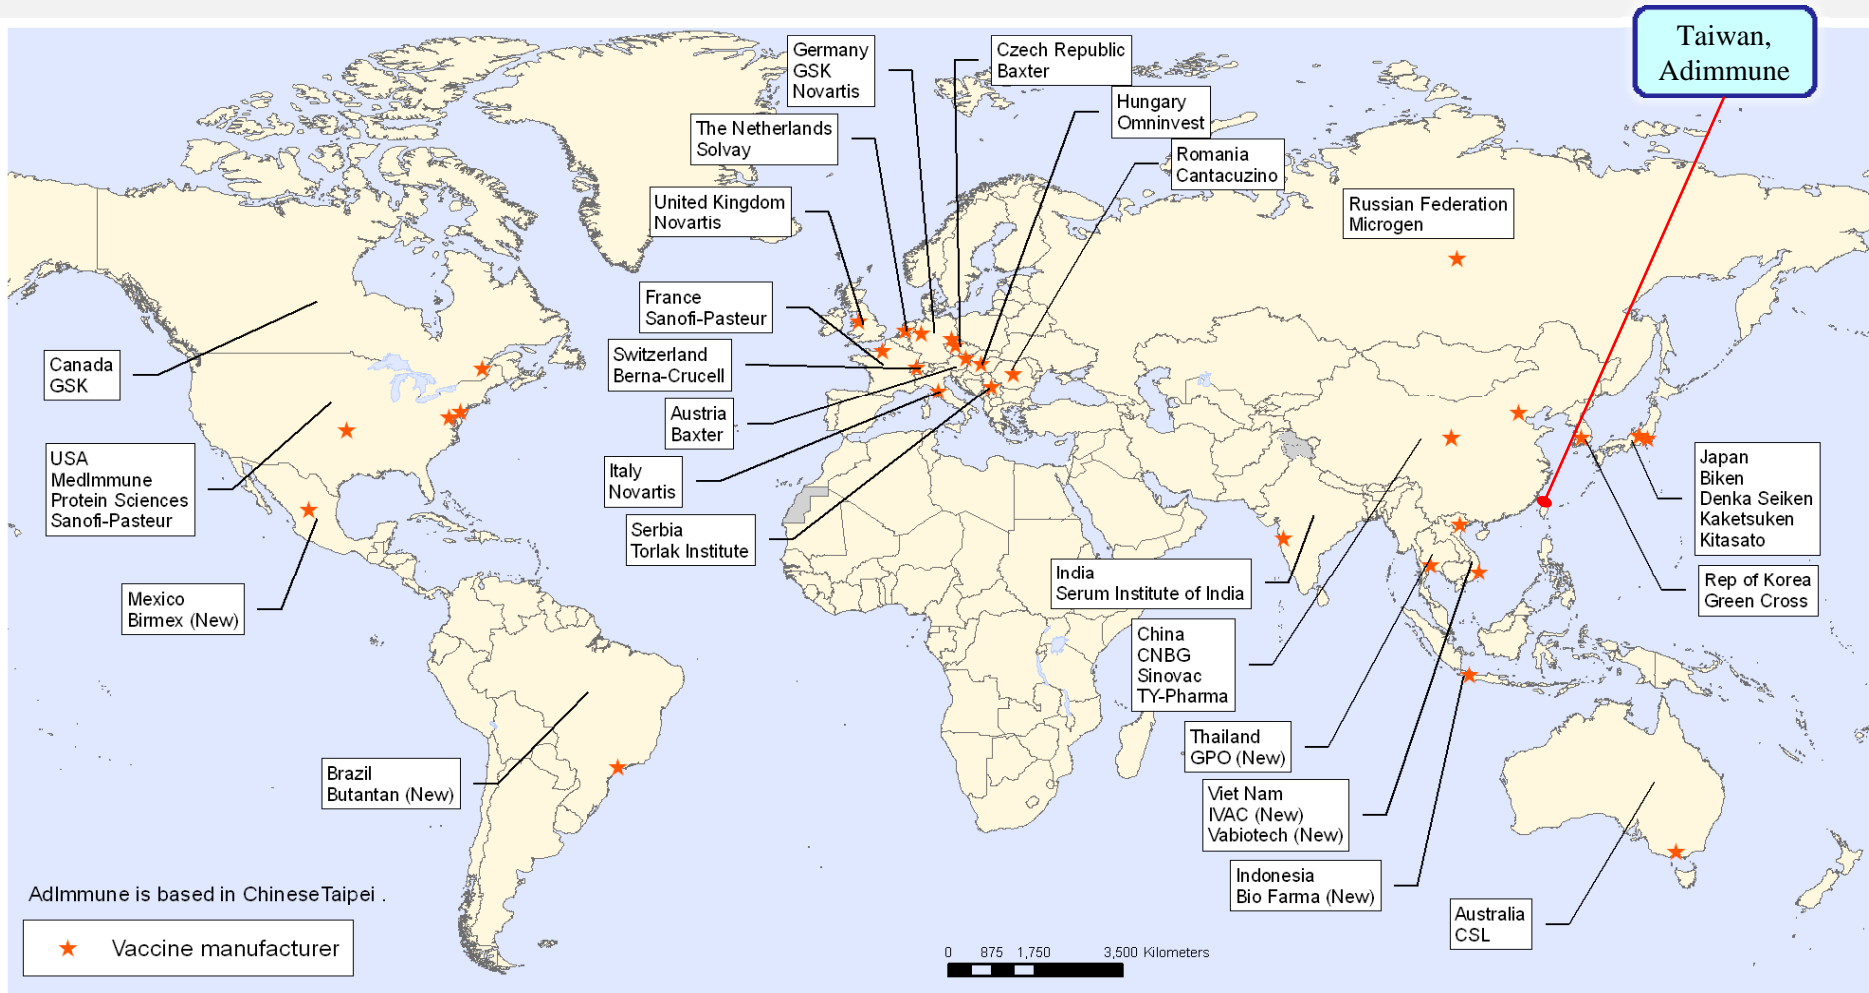 Taiwan,
Adimmune
Germany
GSK
Novartis
Czech Republic
Baxter
Hungary
Omninvest
The Netherlands
Solvay
Romania
Cantacuzino
United Kingdom
Novartis
Russian Federation
Microgen
France
Sanofi-Pasteur
Switzerland
Berna-Crucell
Canada
GSK
Austria
Baxter
USA
MedImmune
Protein Sciences
Sanofi-Pasteur
Italy
Novartis
Japan
Biken
Denka Seiken
Kaketsuken
Kitasato
Serbia
Torlak Institute
India
Serum Institute of India
Rep of Korea
Green Cross
Mexico
Birmex (New)
China
CNBG
Sinovac
TY-Pharma
Thailand
GPO (New)
Brazil
Butantan (New)
Viet Nam
IVAC (New)
Vabiotech (New)
Indonesia
Bio Farma (New)
Australia
CSL
AdImmune is based in ChineseTaipei .
Vaccine manufacturer
0 875 1,750 3,500 Kilometers